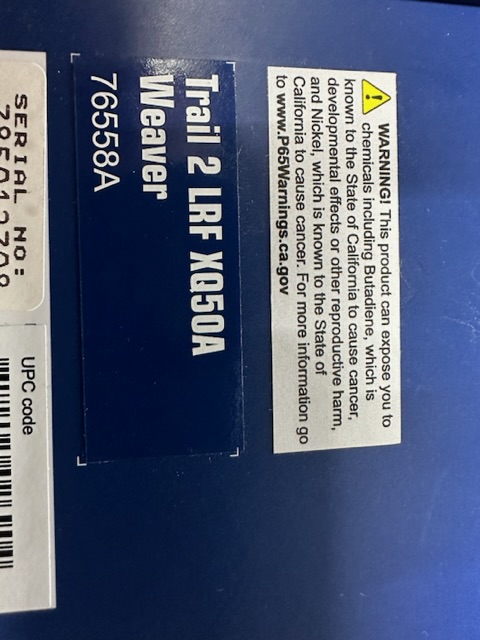 WARNING! This product can expose you to
chemicals including Butadiene, which is
known to the State of California to cause cancer,
developmental effects or other reproductive harm,
and Nickel, which is known to the State of
California to cause cancer. For more information go
to www.P65Warnings.ca.gov
Trail 2 LRF XQ50A
Weaver
76558A
SERIAL NO:
UPC code